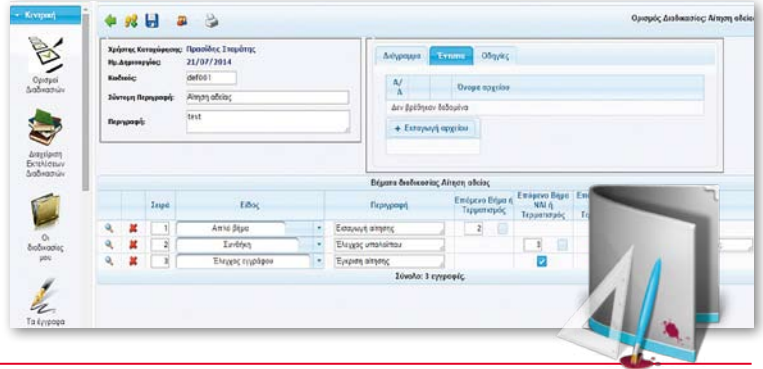 Κεντρική
Ορισμοί
Διαδικασιών
Διαχείριση
Εκτελέσεων
Διαδικασιών
Οι
διαδικασίες
μου
Τα έγγραφα
Ορισμός Διαδικασίας: Αίτηση αδείας
Χρήστης Καταχώρησης: Πρασίδης Σταμάτης
Ημ.Δημιουργίας: 21/07/2014
Κωδικός: def001
Σύντομη Περιγραφή: Αίτηση αδείας
Περιγραφή: test
Διάγραμμα Έντυπα Οδηγίες
Α/Α Όνομα αρχείου
Δεν βρέθηκαν δεδομένα
+ Εισαγωγή αρχείου
Βήματα διαδικασίας Αίτηση αδείας
Σειρά Είδος Περιγραφή Επόμενο Βήμα ή Τερματισμός Επόμενο Βήμα ΝΑΙ ή Τερματισμός
1 Απλό βήμα Εισαγωγή αίτησης 2
2 Συνθήκη Έλεγχος υπολοίπου 3
3 Έλεγχος εγγράφου Έγκριση αίτησης
Σύνολο: 3 εγγραφές.